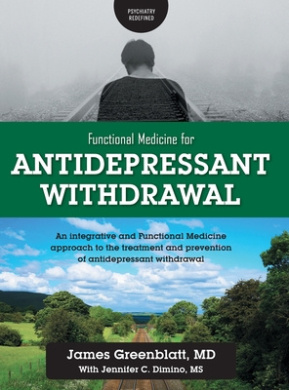 PSYCHIATRY
REDEFINED
Functional Medicine for
ANTIDEPRESSANT
WITHDRAWAL
An integrative and Functional Medicine
approach to the treatment and prevention
of antidepressant withdrawal
James Greenblatt, MD
With Jennifer C. Dimino, MS